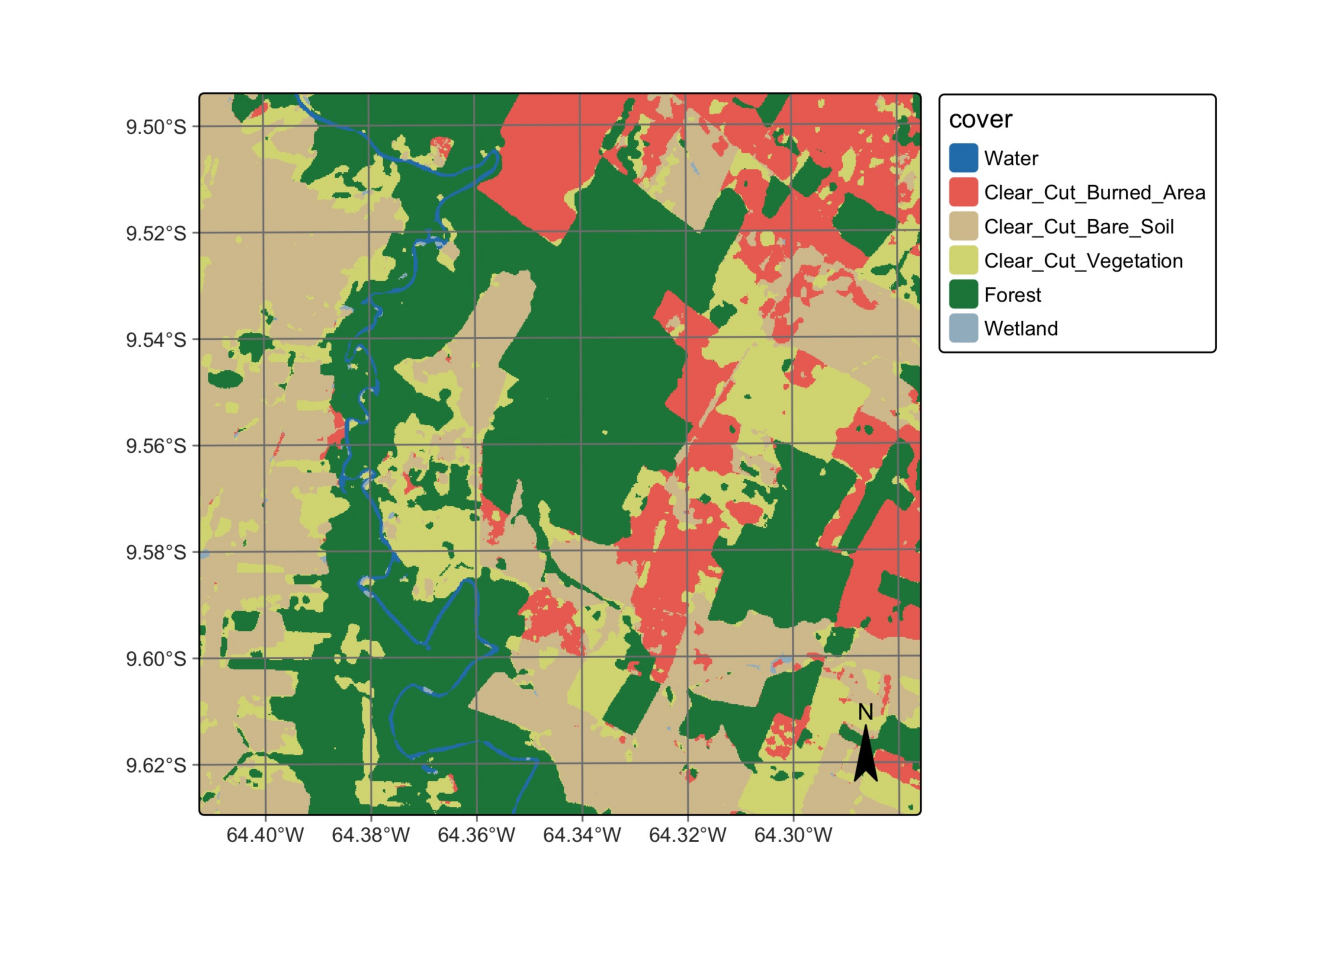 cover
Water
Clear_Cut_Burned_Area
Clear_Cut_Bare_Soil
Clear_Cut_Vegetation
Forest
Wetland
9.50°S
9.52°S
9.54°S
9.56°S
9.58°S
9.60°S
9.62°S
N
64.40°W 64.38°W 64.36°W 64.34°W 64.32°W 64.30°W